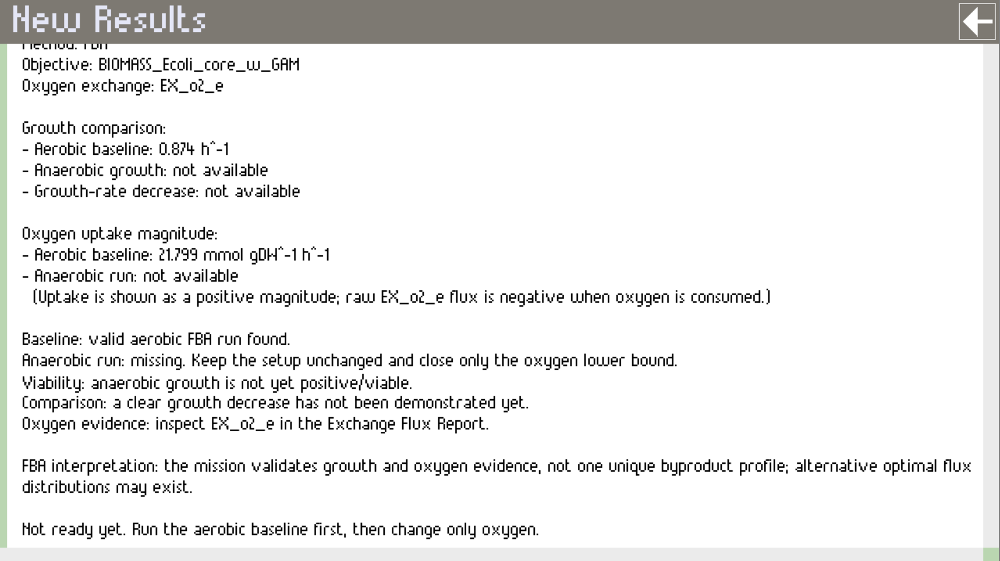 New Results
Method: FBA
Objective: BIOMASS_Ecoli_core_w_GAM
Oxygen exchange: EX_o2_e
Growth comparison:
- Aerobic baseline: 0.874 h^-1
- Anaerobic growth: not available
- Growth-rate decrease: not available
Oxygen uptake magnitude:
- Aerobic baseline: 21.799 mmol gDW^-1 h^-1
- Anaerobic run: not available
(Uptake is shown as a positive magnitude; raw EX_o2_e flux is negative when oxygen is consumed.)
Baseline: valid aerobic FBA run found.
Anaerobic run: missing. Keep the setup unchanged and close only the oxygen lower bound.
Viability: anaerobic growth is not yet positive/viable.
Comparison: a clear growth decrease has not been demonstrated yet.
Oxygen evidence: inspect EX_o2_e in the Exchange Flux Report.
FBA interpretation: the mission validates growth and oxygen evidence, not one unique byproduct profile; alternative optimal flux
distributions may exist.
Not ready yet. Run the aerobic baseline first, then change only oxygen.